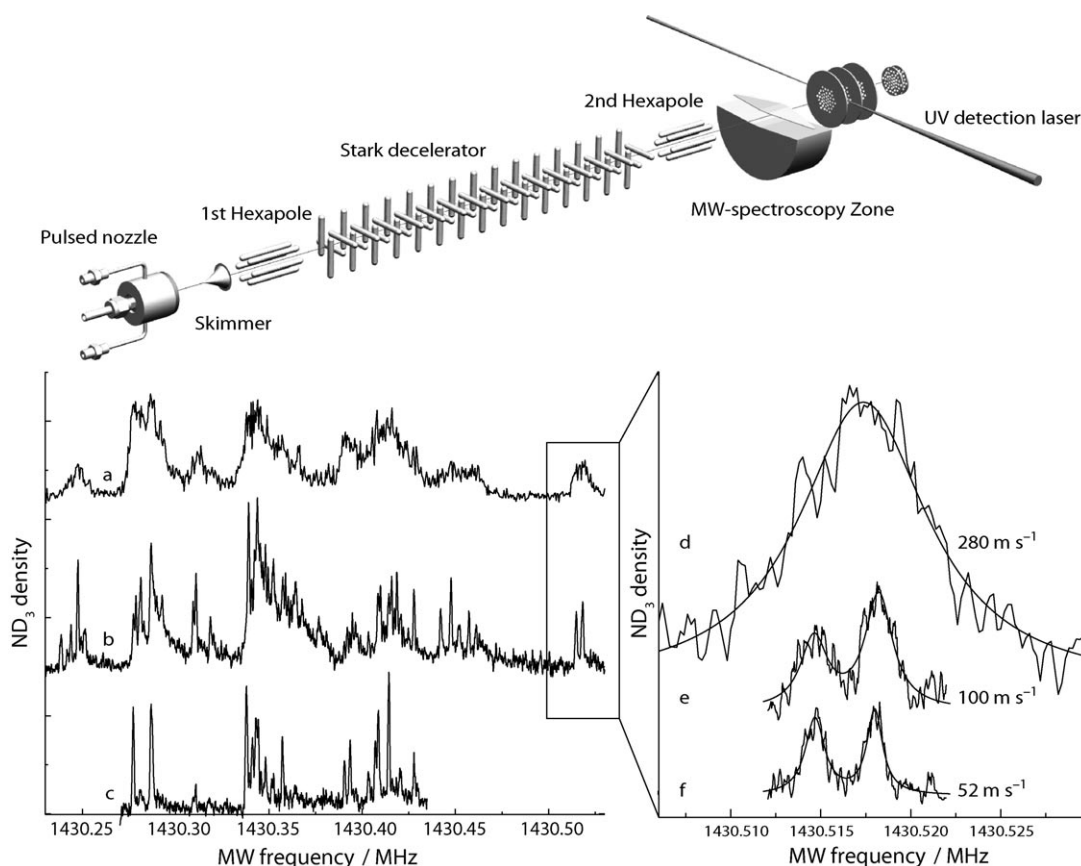 2nd Hexapole
UV detection laser
Stark decelerator
MW-spectroscopy Zone
1st Hexapole
Pulsed nozzle
Skimmer
ND₃ density
a
b
c
1430.25 1430.30 1430.35 1430.40 1430.45 1430.50
MW frequency / MHz
ND₃ density
d 280 m s⁻¹
e 100 m s⁻¹
f 52 m s⁻¹
1430.510 1430.515 1430.520 1430.525
MW frequency / MHz